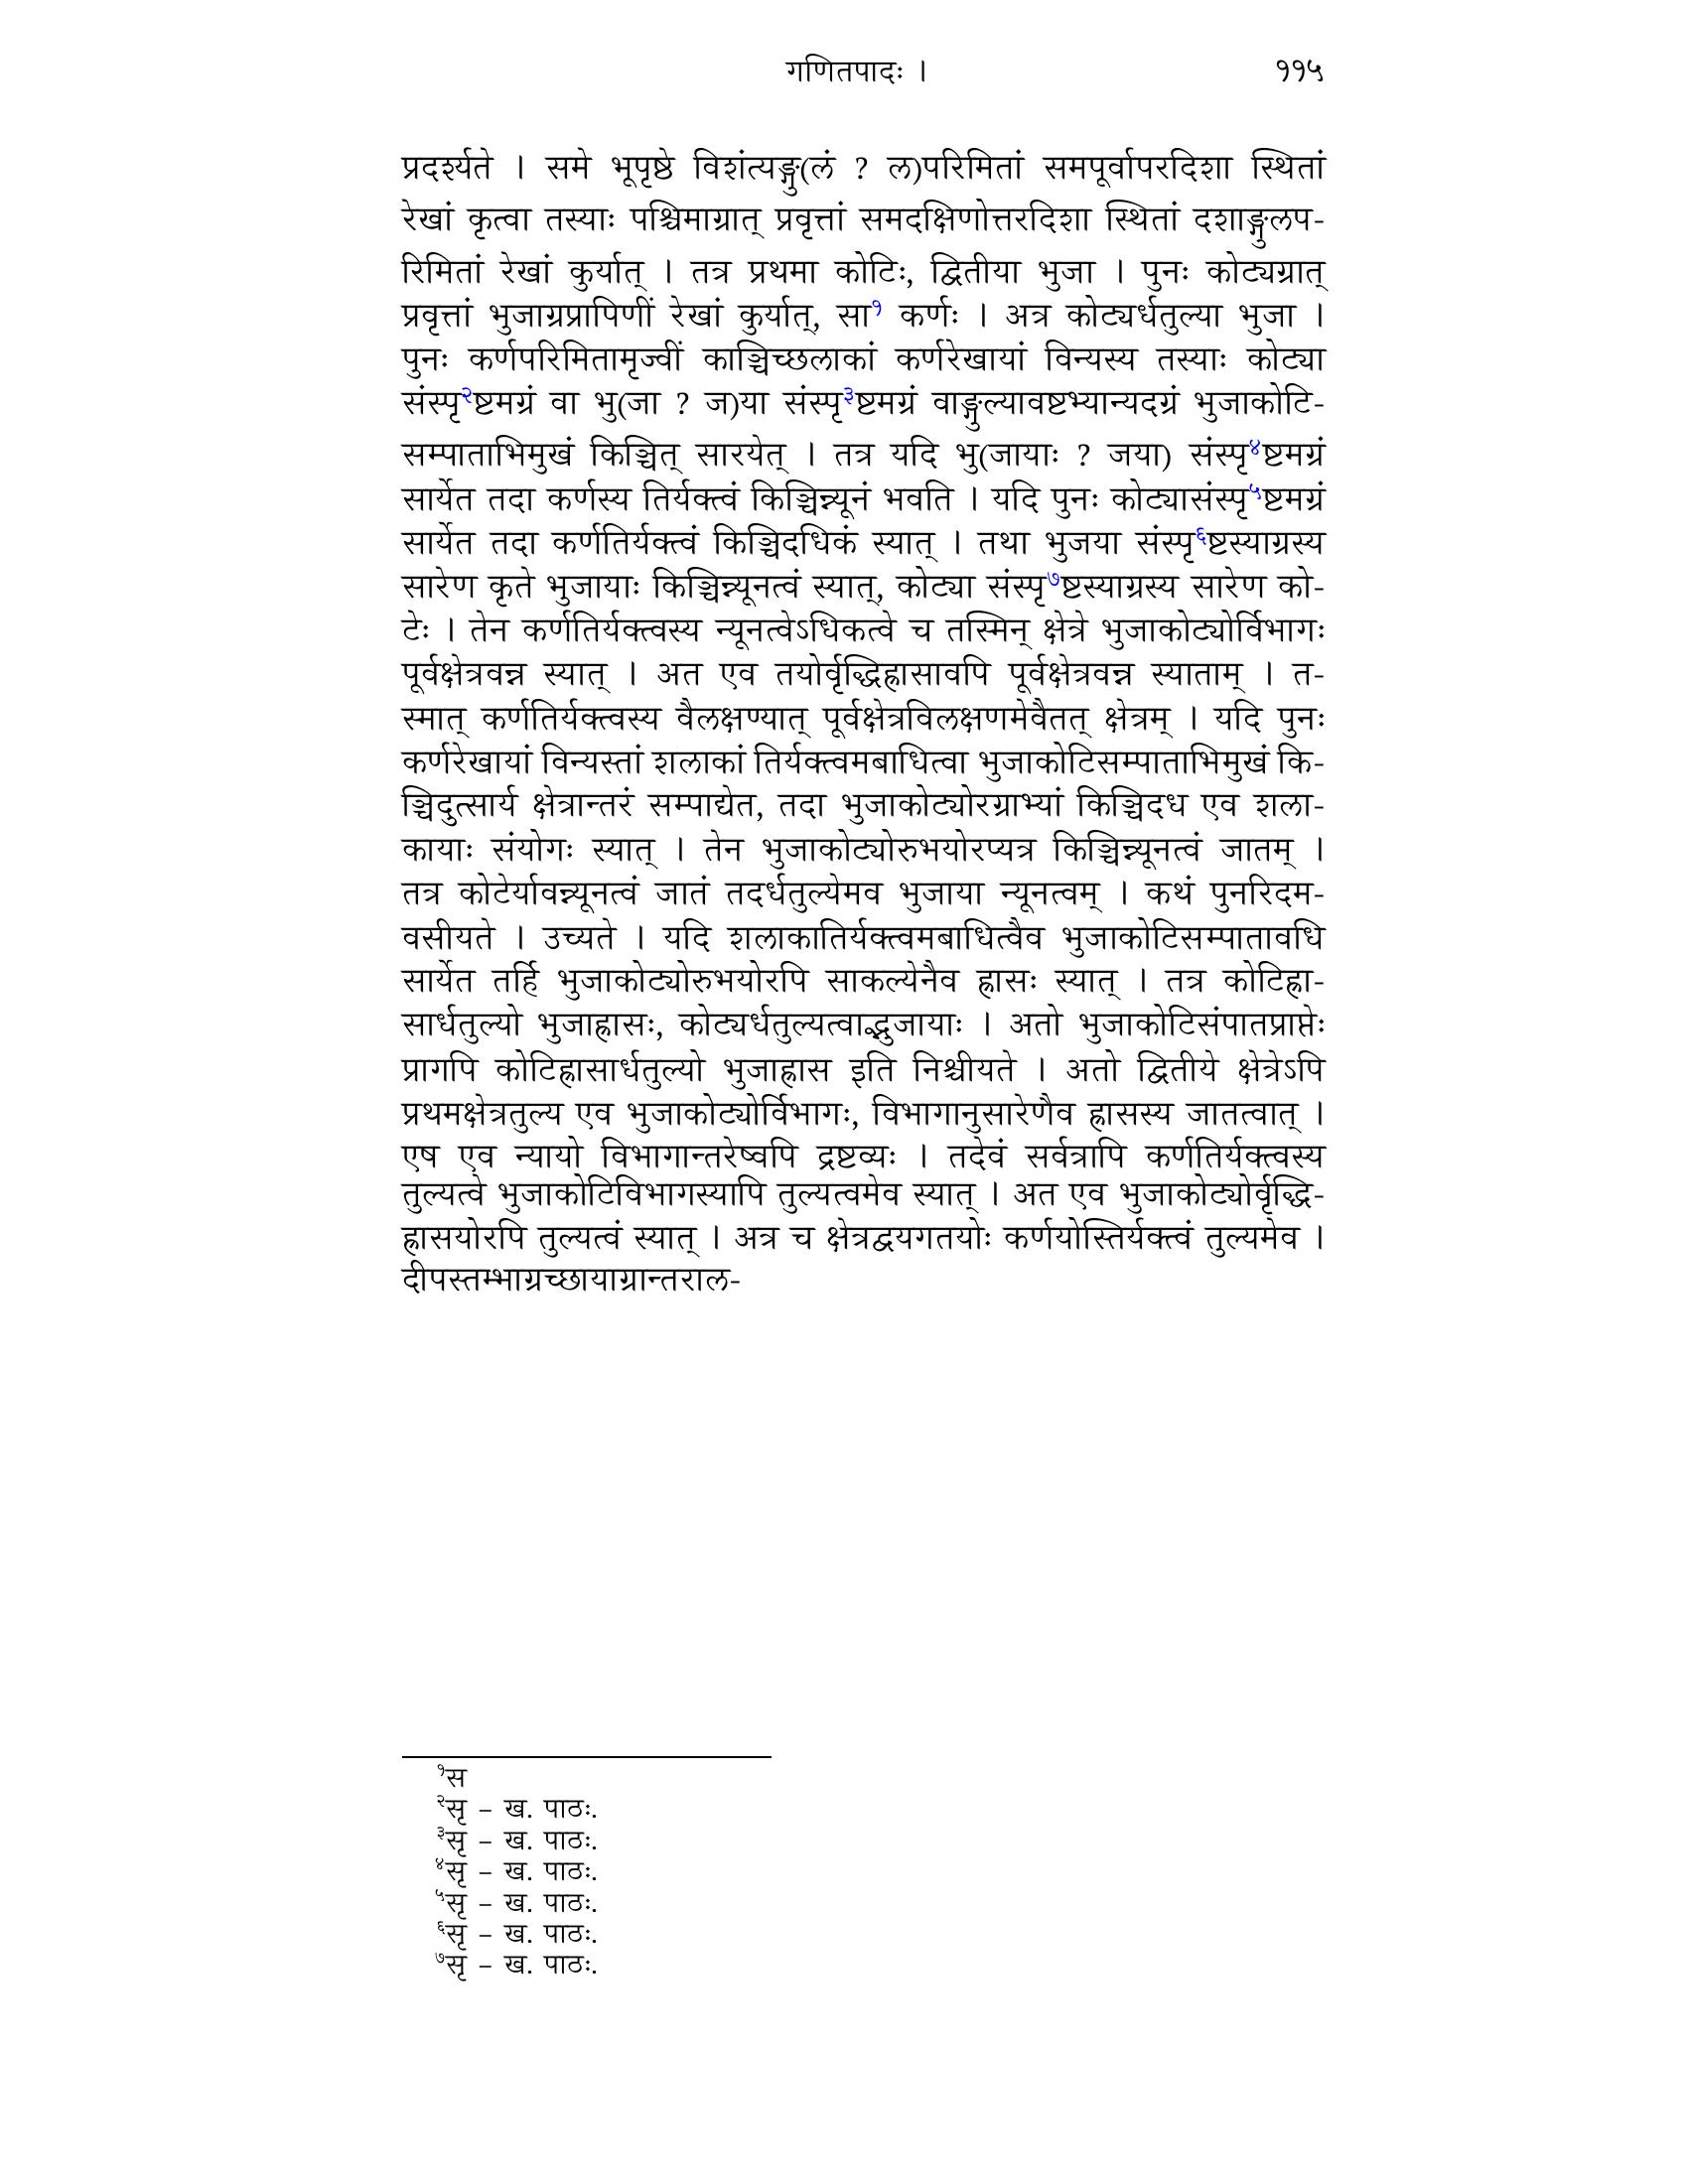 गणितपादः ।
११५
प्रदर्श्यते । समे भूपृष्ठे विशंत्यङ्गु(लं ? ल)परिमितां समपूर्वापरदिशा स्थितां
रेखां कृत्वा तस्याः पश्चिमाग्रात् प्रवृत्तां समदक्षिणोत्तरदिशा स्थितां दशाङ्गुलप-
रिमितां रेखां कुर्यात् । तत्र प्रथमा कोटिः, द्वितीया भुजा । पुनः कोट्यग्रात्
प्रवृत्तां भुजाग्रप्रापिणीं रेखां कुर्यात्, सा१ कर्णः । अत्र कोट्यर्धतुल्या भुजा ।
पुनः कर्णपरिमितामृज्वीं काञ्चिच्छलाकां कर्णरेखायां विन्यस्य तस्याः कोट्या
संस्पृ२ष्टमग्रं वा भु(जा ? ज)या संस्पृ३ष्टमग्रं वाङ्गुल्यावष्टभ्यान्यदग्रं भुजाकोटि-
सम्पाताभिमुखं किञ्चित् सारयेत् । तत्र यदि भु(जायाः ? जया) संस्पृ४ष्टमग्रं
सार्येत तदा कर्णस्य तिर्यक्त्वं किञ्चिन्न्यूनं भवति । यदि पुनः कोट्यासंस्पृ५ष्टमग्रं
सार्येत तदा कर्णतिर्यक्त्वं किञ्चिदधिकं स्यात् । तथा भुजया संस्पृ६ष्टस्याग्रस्य
सारेण कृते भुजायाः किञ्चिन्न्यूनत्वं स्यात्, कोट्या संस्पृ७ष्टस्याग्रस्य सारेण को-
टेः । तेन कर्णतिर्यक्त्वस्य न्यूनत्वेऽधिकत्वे च तस्मिन् क्षेत्रे भुजाकोट्योर्विभागः
पूर्वक्षेत्रवन्न स्यात् । अत एव तयोर्वृद्धिह्रासावपि पूर्वक्षेत्रवन्न स्याताम् । त-
स्मात् कर्णतिर्यक्त्वस्य वैलक्षण्यात् पूर्वक्षेत्रविलक्षणमेवैतत् क्षेत्रम् । यदि पुनः
कर्णरेखायां विन्यस्तां शलाकां तिर्यक्त्वमबाधित्वा भुजाकोटिसम्पाताभिमुखं कि-
ञ्चिदुत्सार्य क्षेत्रान्तरं सम्पाद्येत, तदा भुजाकोट्योरग्राभ्यां किञ्चिदध एव शला-
कायाः संयोगः स्यात् । तेन भुजाकोट्योरुभयोरप्यत्र किञ्चिन्न्यूनत्वं जातम् ।
तत्र कोटेर्यावन्न्यूनत्वं जातं तदर्धतुल्येमव भुजाया न्यूनत्वम् । कथं पुनरिदम-
वसीयते । उच्यते । यदि शलाकातिर्यक्त्वमबाधित्वैव भुजाकोटिसम्पातावधि
सार्येत तर्हि भुजाकोट्योरुभयोरपि साकल्येनैव ह्रासः स्यात् । तत्र कोटिह्रा-
सार्धतुल्यो भुजाह्रासः, कोट्यर्धतुल्यत्वाद्भुजायाः । अतो भुजाकोटिसंपातप्राप्तेः
प्रागपि कोटिह्रासार्धतुल्यो भुजाह्रास इति निश्चीयते । अतो द्वितीये क्षेत्रेऽपि
प्रथमक्षेत्रतुल्य एव भुजाकोट्योर्विभागः, विभागानुसारेणैव ह्रासस्य जातत्वात् ।
एष एव न्यायो विभागान्तरेष्वपि द्रष्टव्यः । तदेवं सर्वत्रापि कर्णतिर्यक्त्वस्य
तुल्यत्वे भुजाकोटिविभागस्यापि तुल्यत्वमेव स्यात् । अत एव भुजाकोट्योर्वृद्धि-
ह्रासयोरपि तुल्यत्वं स्यात् । अत्र च क्षेत्रद्वयगतयोः कर्णयोस्तिर्यक्त्वं तुल्यमेव ।
दीपस्तम्भाग्रच्छायाग्रान्तराल-
१स
२सृ – ख. पाठः.
३सृ – ख. पाठः.
४सृ – ख. पाठः.
५सृ – ख. पाठः.
६सृ – ख. पाठः.
७सृ – ख. पाठः.